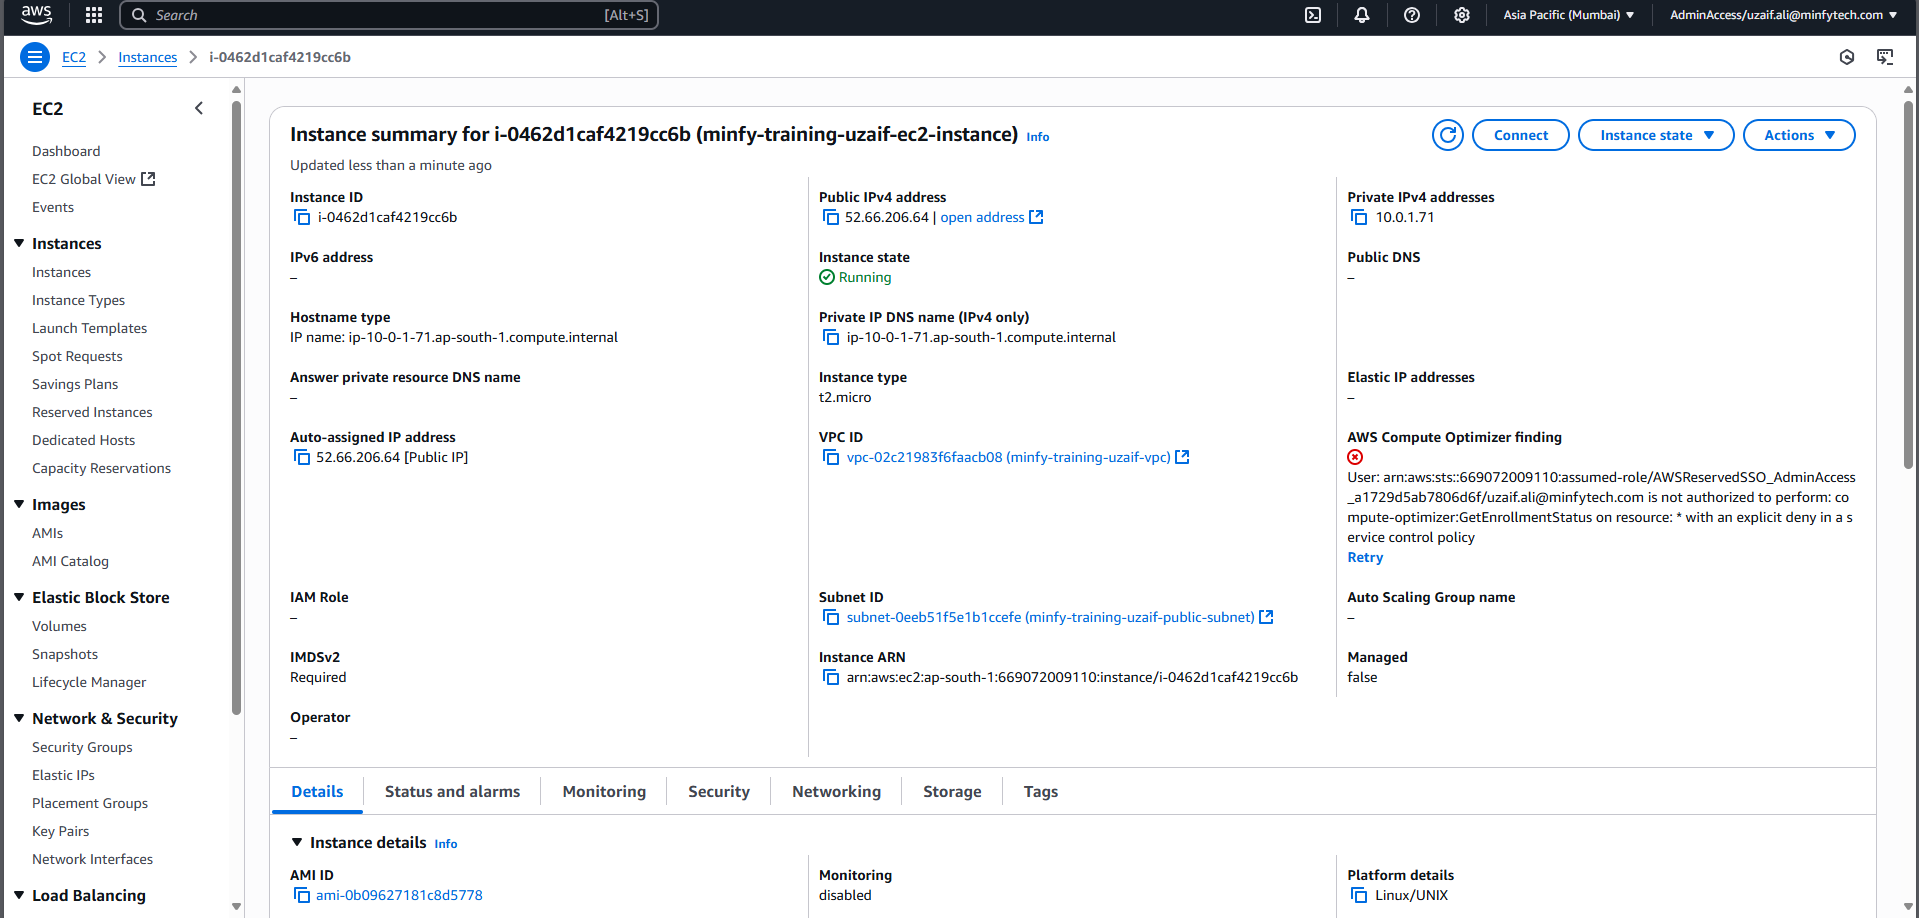 aws
Search
[Alt+S]
Asia Pacific (Mumbai)
AdminAccess/uzaif.ali@minfytech.com
EC2
Instances
i-0462d1caf4219cc6b
EC2
Dashboard
EC2 Global View
Events
Instances
Instances
Instance Types
Launch Templates
Spot Requests
Savings Plans
Reserved Instances
Dedicated Hosts
Capacity Reservations
Images
AMIs
AMI Catalog
Elastic Block Store
Volumes
Snapshots
Lifecycle Manager
Network & Security
Security Groups
Elastic IPs
Placement Groups
Key Pairs
Network Interfaces
Load Balancing
Instance summary for i-0462d1caf4219cc6b (minfy-training-uzaif-ec2-instance) Info
Updated less than a minute ago
Connect
Instance state
Actions
Instance ID
i-0462d1caf4219cc6b
Public IPv4 address
52.66.206.64 | open address
Private IPv4 addresses
10.0.1.71
IPv6 address
–
Instance state
Running
Public DNS
–
Hostname type
IP name: ip-10-0-1-71.ap-south-1.compute.internal
Private IP DNS name (IPv4 only)
ip-10-0-1-71.ap-south-1.compute.internal
Answer private resource DNS name
–
Instance type
t2.micro
Elastic IP addresses
–
Auto-assigned IP address
52.66.206.64 [Public IP]
VPC ID
vpc-02c21983f6faacb08 (minfy-training-uzaif-vpc)
AWS Compute Optimizer finding
User: arn:aws:sts::669072009110:assumed-role/AWSReservedSSO_AdminAccess
_a1729d5ab7806d6f/uzaif.ali@minfytech.com is not authorized to perform: co
mpute-optimizer:GetEnrollmentStatus on resource: * with an explicit deny in a s
ervice control policy
Retry
IAM Role
–
Subnet ID
subnet-0eeb51f5e1b1ccefe (minfy-training-uzaif-public-subnet)
Auto Scaling Group name
–
IMDSv2
Required
Instance ARN
arn:aws:ec2:ap-south-1:669072009110:instance/i-0462d1caf4219cc6b
Managed
false
Operator
–
Details
Status and alarms
Monitoring
Security
Networking
Storage
Tags
Instance details Info
AMI ID
ami-0b09627181c8d5778
Monitoring
disabled
Platform details
Linux/UNIX